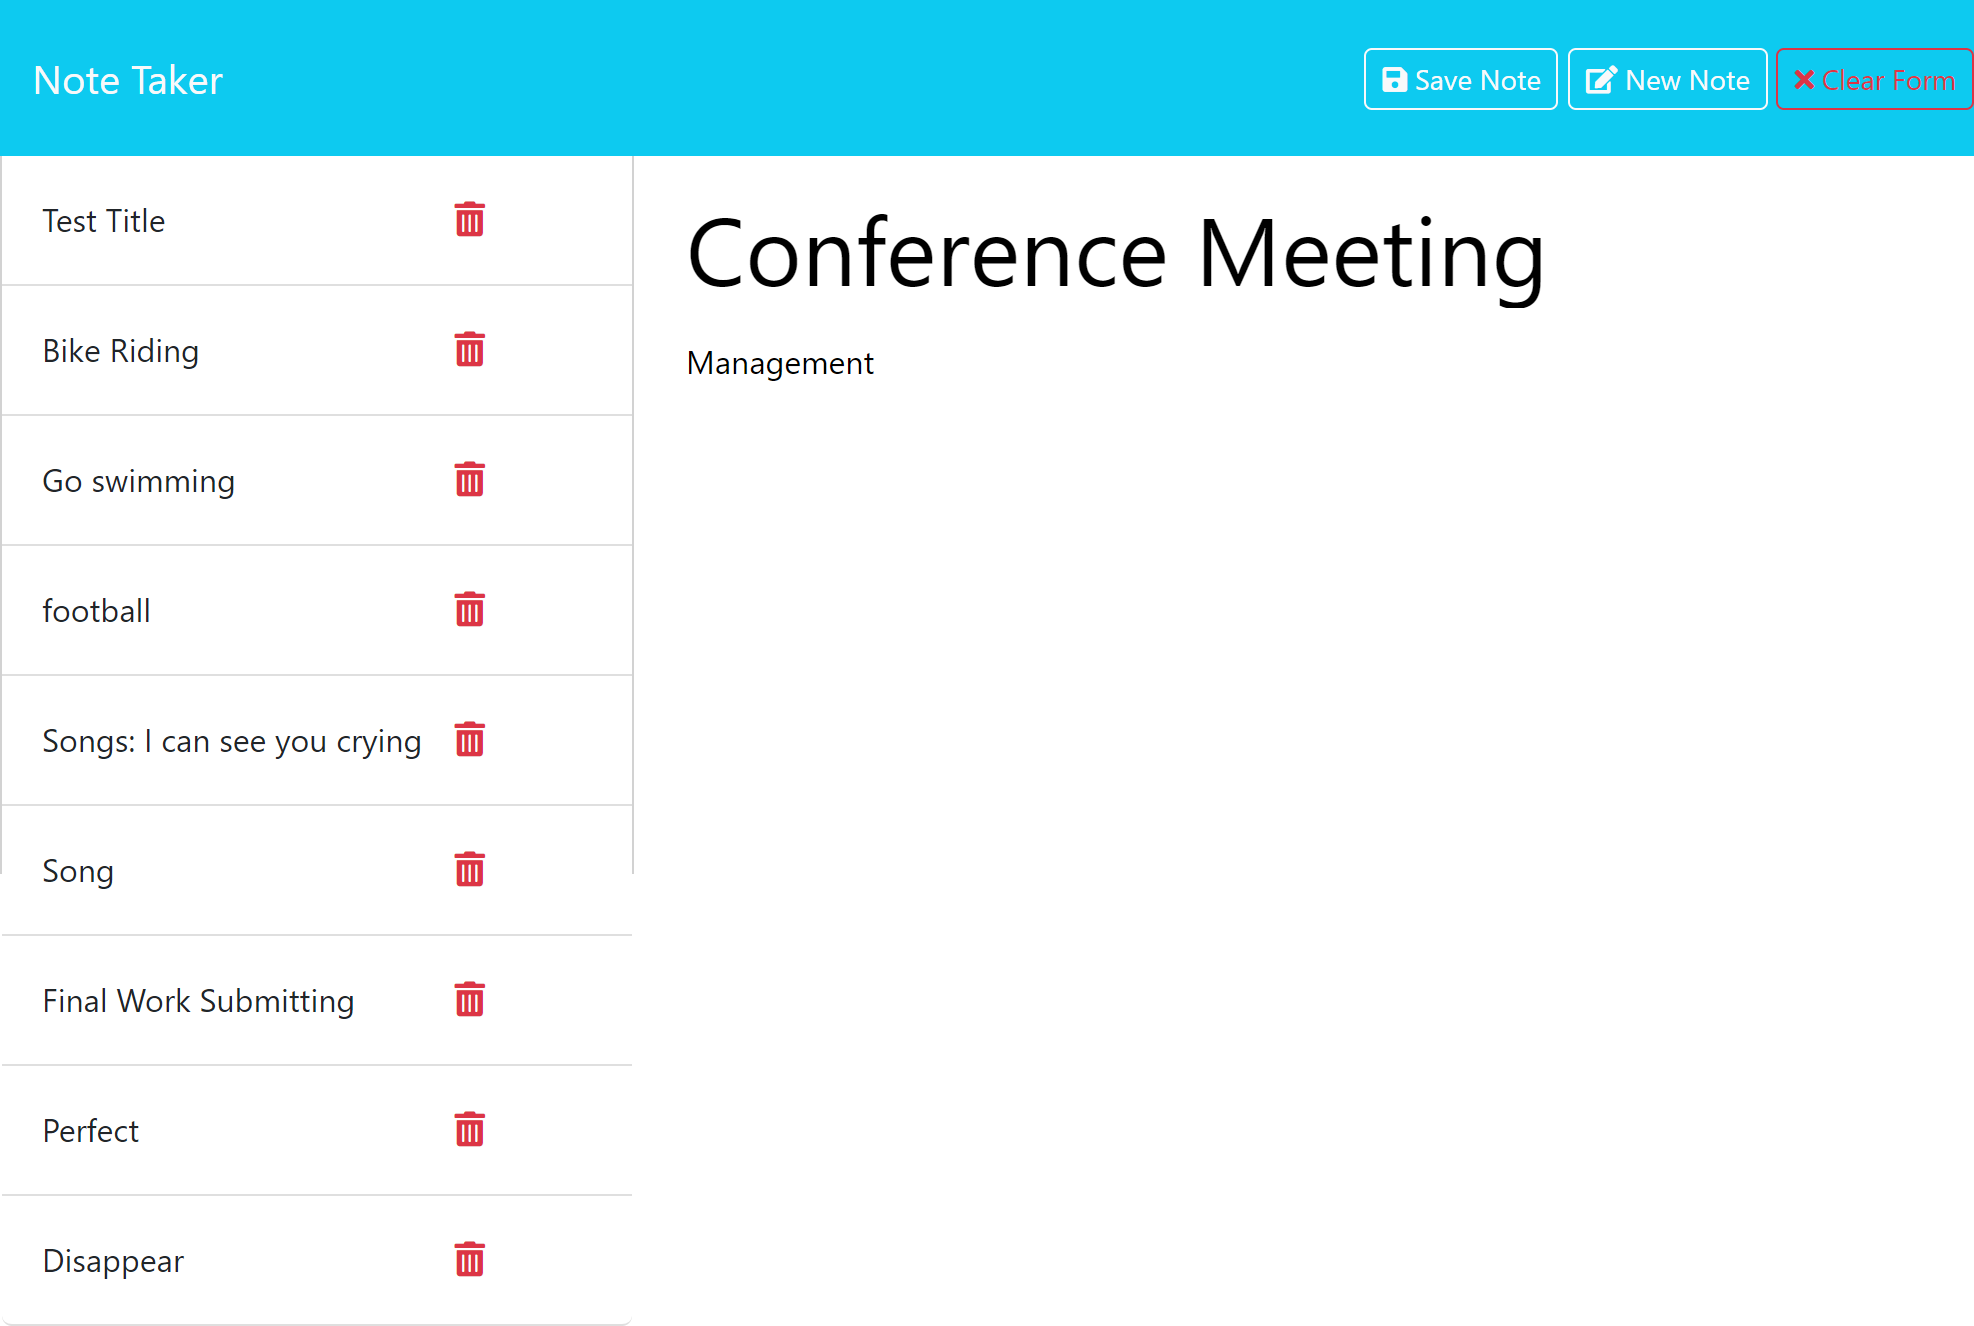 Note Taker
Save Note
New Note
Clear Form
Test Title
Bike Riding
Go swimming
football
Songs: I can see you crying
Song
Final Work Submitting
Perfect
Disappear
Conference Meeting
Management